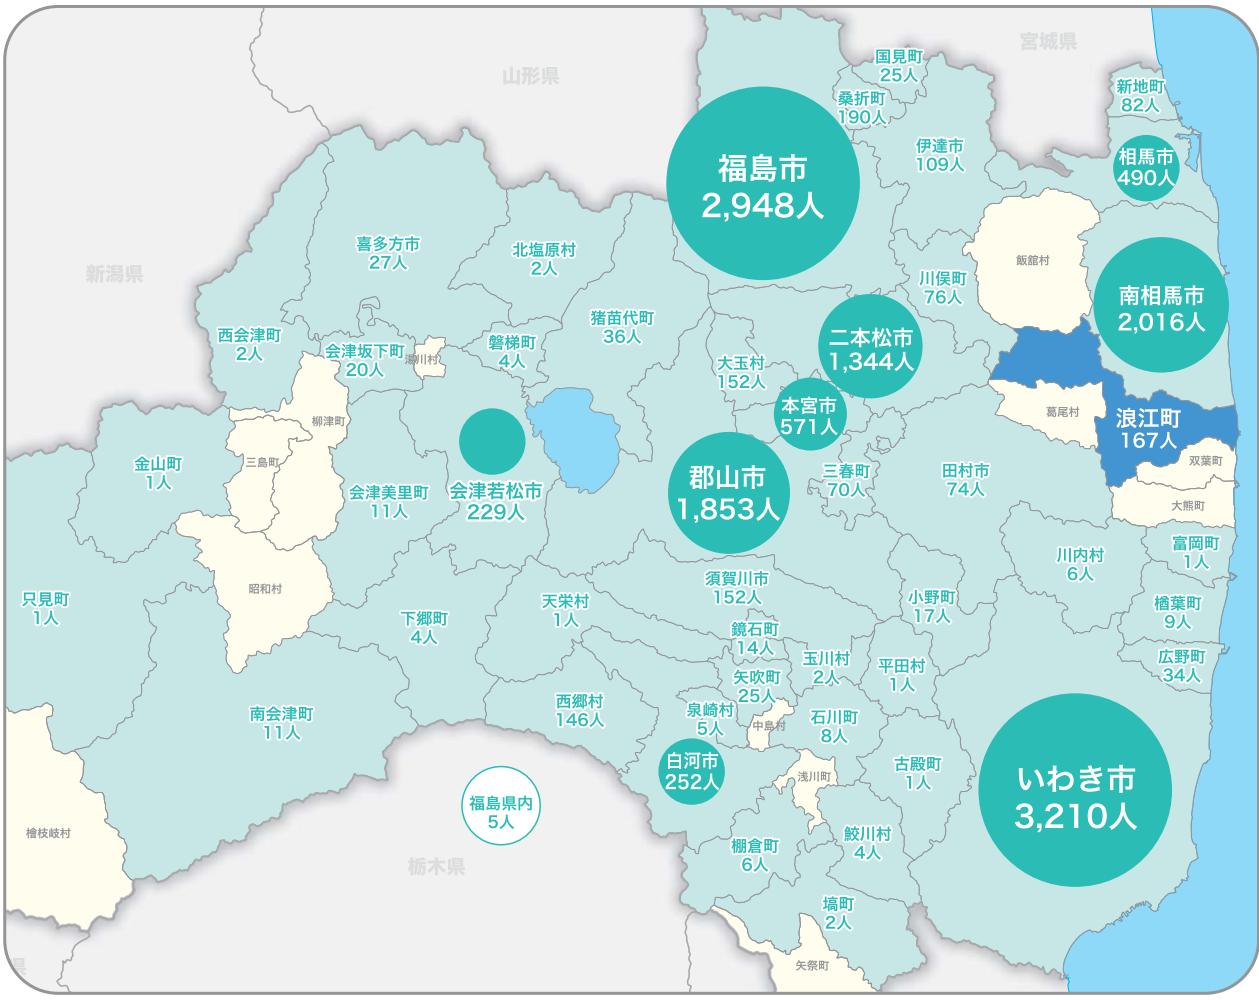 宮城県
山形県
国見町
25人
桑折町
190人
新地町
82人
福島市
2,948人
伊達市
109人
相馬市
490人
新潟県
喜多方市
27人
北塩原村
2人
川俣町
76人
飯舘村
南相馬市
2,016人
西会津町
2人
会津坂下町
20人
湯川村
磐梯町
4人
猪苗代町
36人
大玉村
152人
二本松市
1,344人
本宮市
571人
柳津町
葛尾村
浪江町
167人
金山町
1人
三島町
会津美里町
11人
会津若松市
229人
郡山市
1,853人
三春町
70人
田村市
74人
双葉町
大熊町
只見町
1人
昭和村
下郷町
4人
天栄村
1人
須賀川市
152人
鏡石町
14人
小野町
17人
川内村
6人
富岡町
1人
楢葉町
9人
広野町
34人
南会津町
11人
西郷村
146人
矢吹町
25人
玉川村
2人
平田村
1人
泉崎村
5人
中島村
石川町
8人
白河市
252人
浅川町
古殿町
1人
いわき市
3,210人
檜枝岐村
福島県内
5人
栃木県
棚倉町
6人
鮫川村
4人
塙町
2人
矢祭町
県